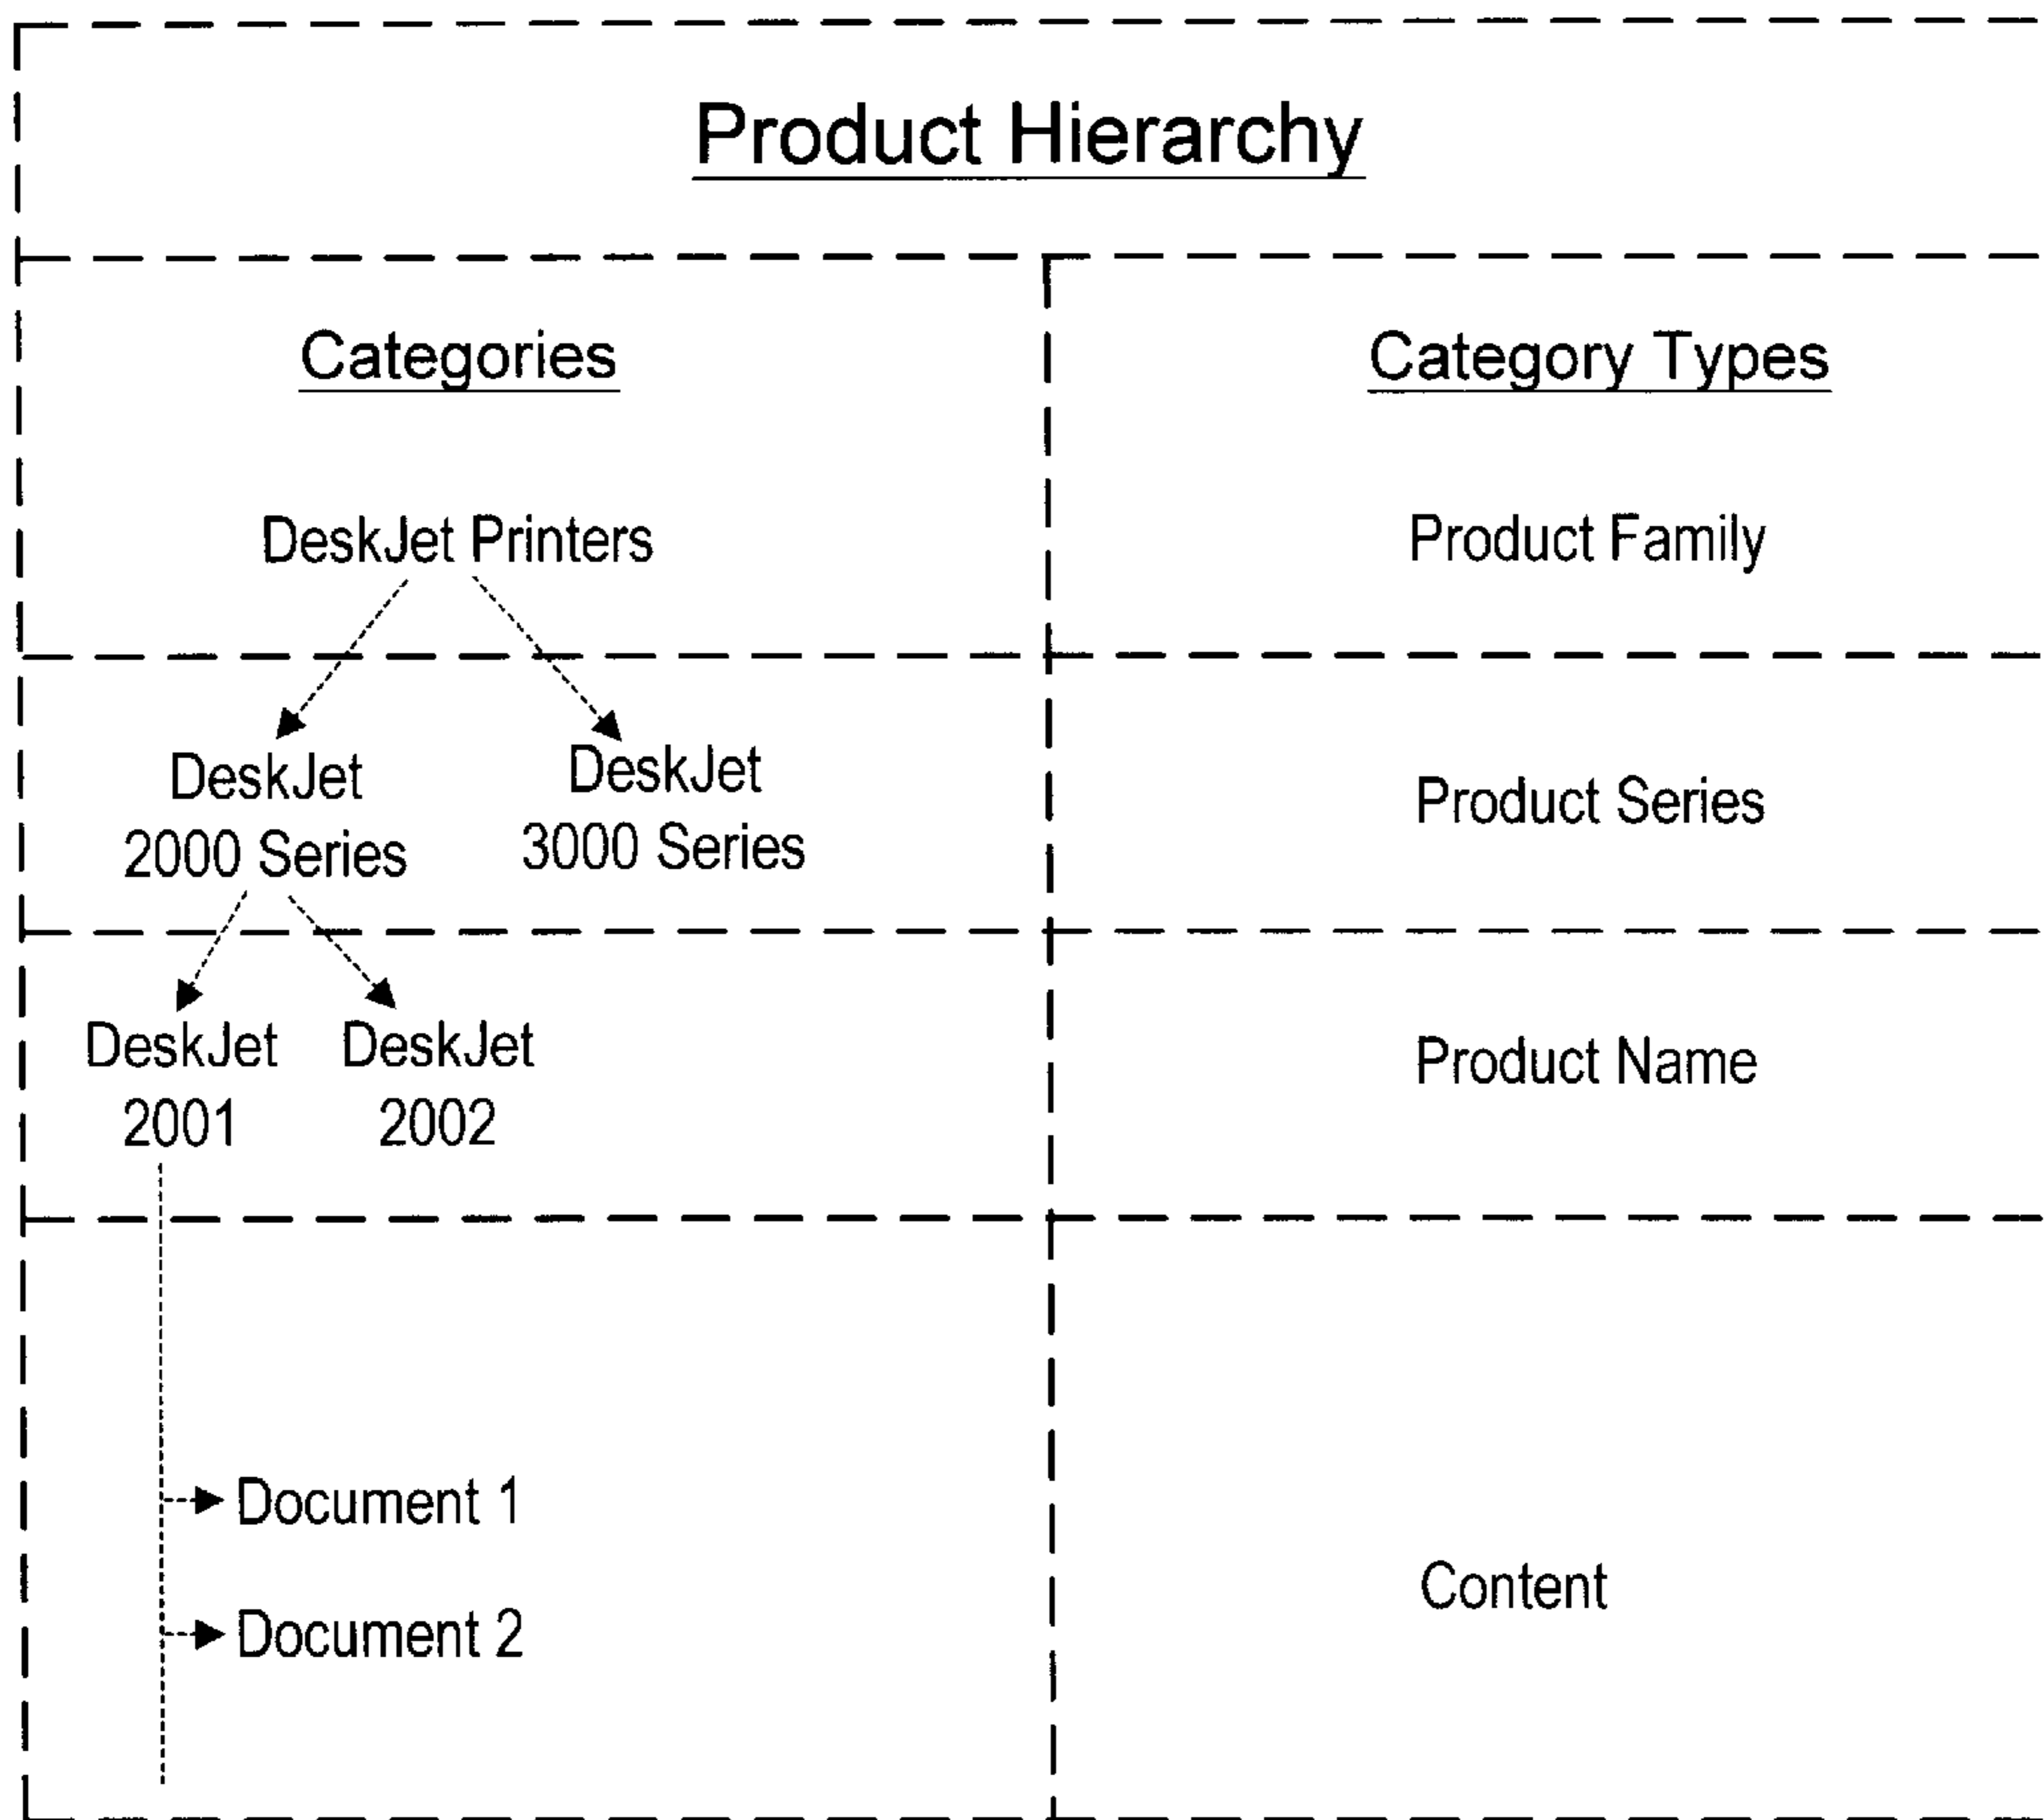 Product Hierarchy
Categories
Category Types
DeskJet Printers
Product Family
DeskJet
2000 Series
DeskJet
3000 Series
Product Series
DeskJet
2001
DeskJet
2002
Product Name
Document 1
Document 2
Content